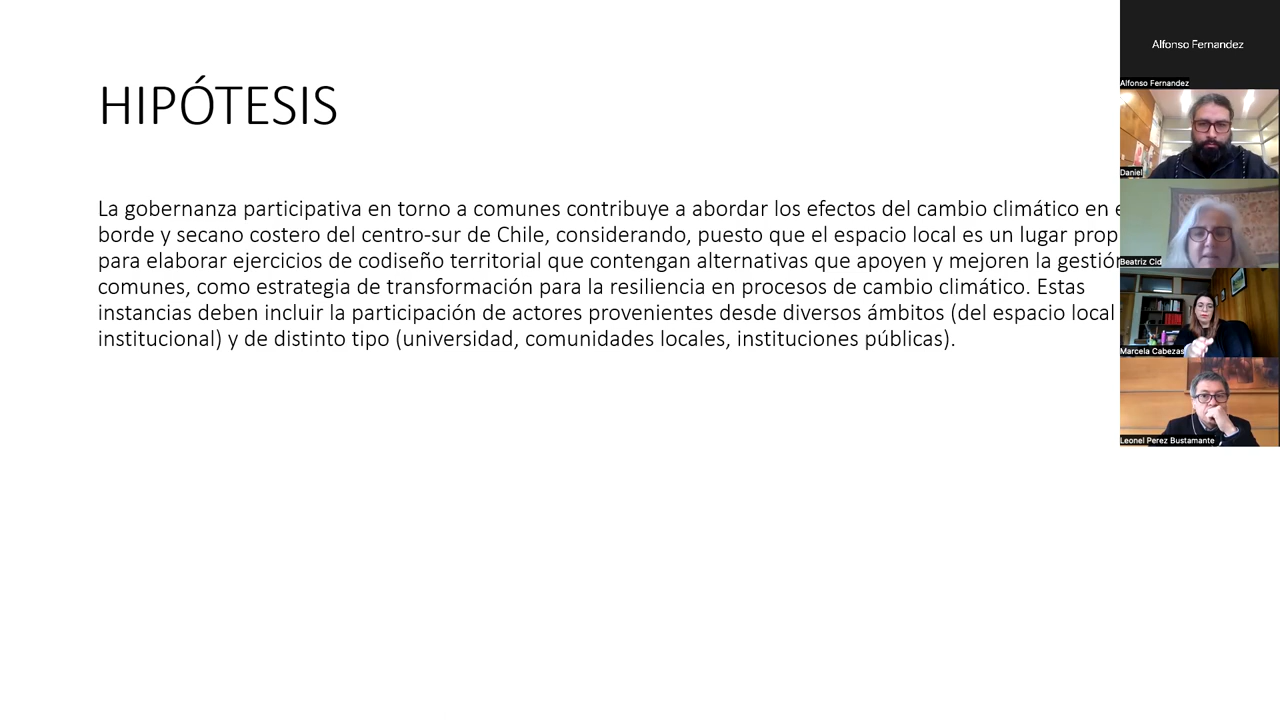 HIPÓTESIS
La gobernanza participativa en torno a comunes contribuye a abordar los efectos del cambio climático en
borde y secano costero del centro-sur de Chile, considerando, puesto que el espacio local es un lugar prop
para elaborar ejercicios de codiseño territorial que contengan alternativas que apoyen y mejoren la gestión
comunes, como estrategia de transformación para la resiliencia en procesos de cambio climático. Estas
instancias deben incluir la participación de actores provenientes desde diversos ámbitos (del espacio local
institucional) y de distinto tipo (universidad, comunidades locales, instituciones públicas).
Alfonso Fernandez
Alfonso Fernandez
Daniel
Beatriz Cid
Marcela Cabezas
Leonel Perez Bustamante